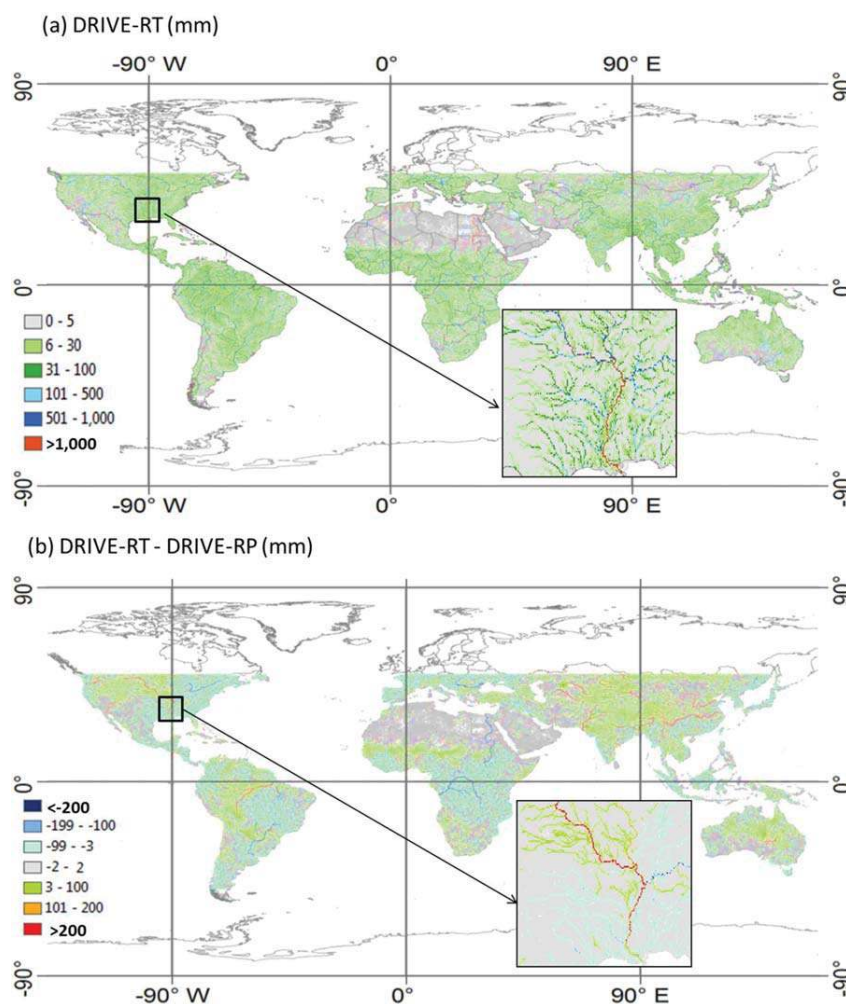 (a) DRIVE-RT (mm)
-90° W 0° 90° E
90° 90°
0° 0°
0 - 5
6 - 30
31 - 100
101 - 500
501 - 1,000
>1,000
-90° -90°
-90° W 0° 90° E
(b) DRIVE-RT - DRIVE-RP (mm)
90° 90°
0° 0°
<-200
-199 - -100
-99 - -3
-2 - 2
3 - 100
101 - 200
>200
-90° -90°
-90° W 0° 90° E